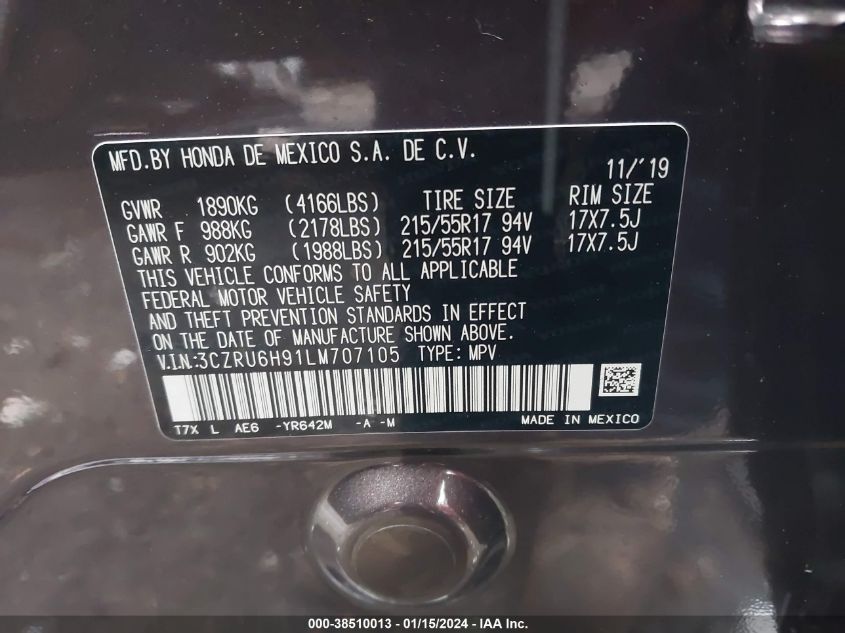 MFD.BY HONDA DE MEXICO S.A. DE C.V.
11/'19
GVWR 1890KG (4166LBS) TIRE SIZE RIM SIZE
GAWR F 988KG (2178LBS) 215/55R17 94V 17X7.5J
GAWR R 902KG (1988LBS) 215/55R17 94V 17X7.5J
THIS VEHICLE CONFORMS TO ALL APPLICABLE
FEDERAL MOTOR VEHICLE SAFETY
AND THEFT PREVENTION STANDARDS IN EFFECT
ON THE DATE OF MANUFACTURE SHOWN ABOVE.
V.I.N:3CZRU6H91LM707105 TYPE: MPV
T7X L AE6 -YR642M -A -M MADE IN MEXICO
000-38510013 - 01/15/2024 - IAA Inc.